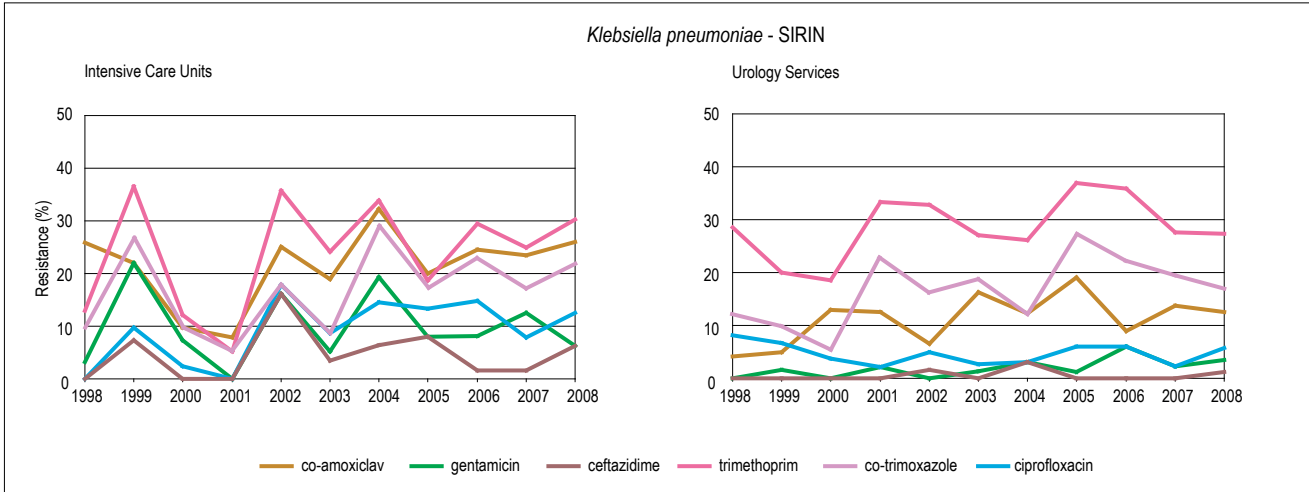 Klebsiella pneumoniae - SIRIN
Intensive Care Units
Resistance (%)
50
40
30
20
10
0
1998 1999 2000 2001 2002 2003 2004 2005 2006 2007 2008
Urology Services
50
40
30
20
10
0
1998 1999 2000 2001 2002 2003 2004 2005 2006 2007 2008
co-amoxiclav gentamicin ceftazidime trimethoprim co-trimoxazole ciprofloxacin